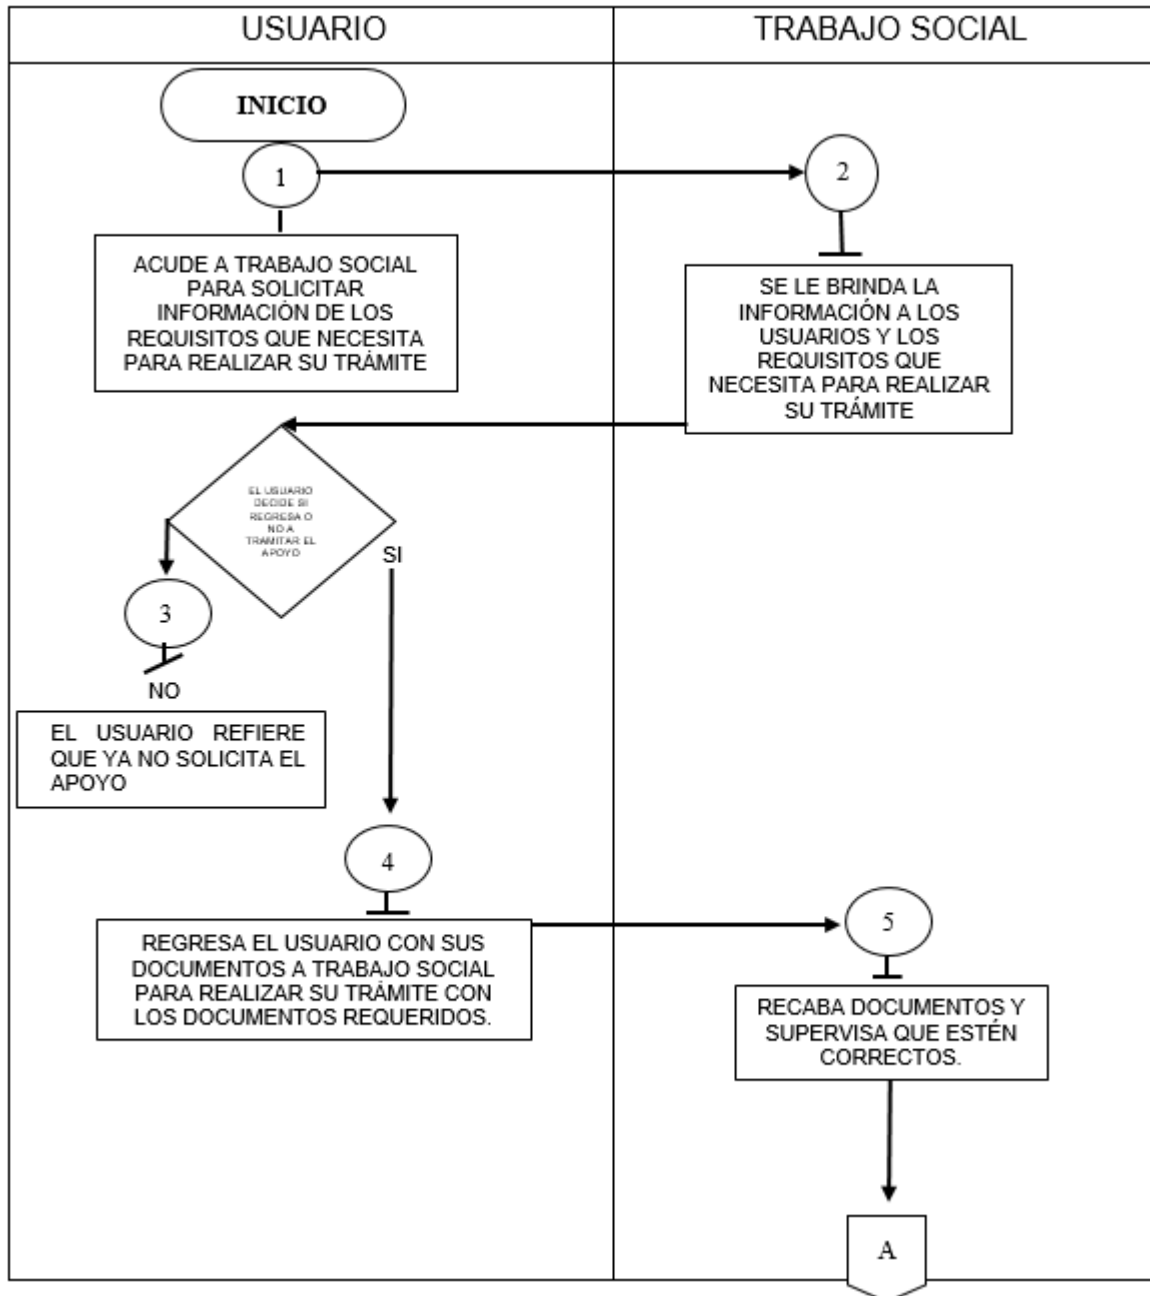 USUARIO
TRABAJO SOCIAL
INICIO
1
2
ACUDE A TRABAJO SOCIAL
PARA SOLICITAR
INFORMACIÓN DE LOS
REQUISITOS QUE NECESITA
PARA REALIZAR SU TRÁMITE
SE LE BRINDA LA
INFORMACIÓN A LOS
USUARIOS Y LOS
REQUISITOS QUE
NECESITA PARA REALIZAR
SU TRÁMITE
EL USUARIO
DECIDE SI
REGRESA O
NO A
TRAMITAR EL
APOYO
SI
3
NO
EL USUARIO REFIERE
QUE YA NO SOLICITA EL
APOYO
4
REGRESA EL USUARIO CON SUS
DOCUMENTOS A TRABAJO SOCIAL
PARA REALIZAR SU TRÁMITE CON
LOS DOCUMENTOS REQUERIDOS.
5
RECABA DOCUMENTOS Y
SUPERVISA QUE ESTÉN
CORRECTOS.
A